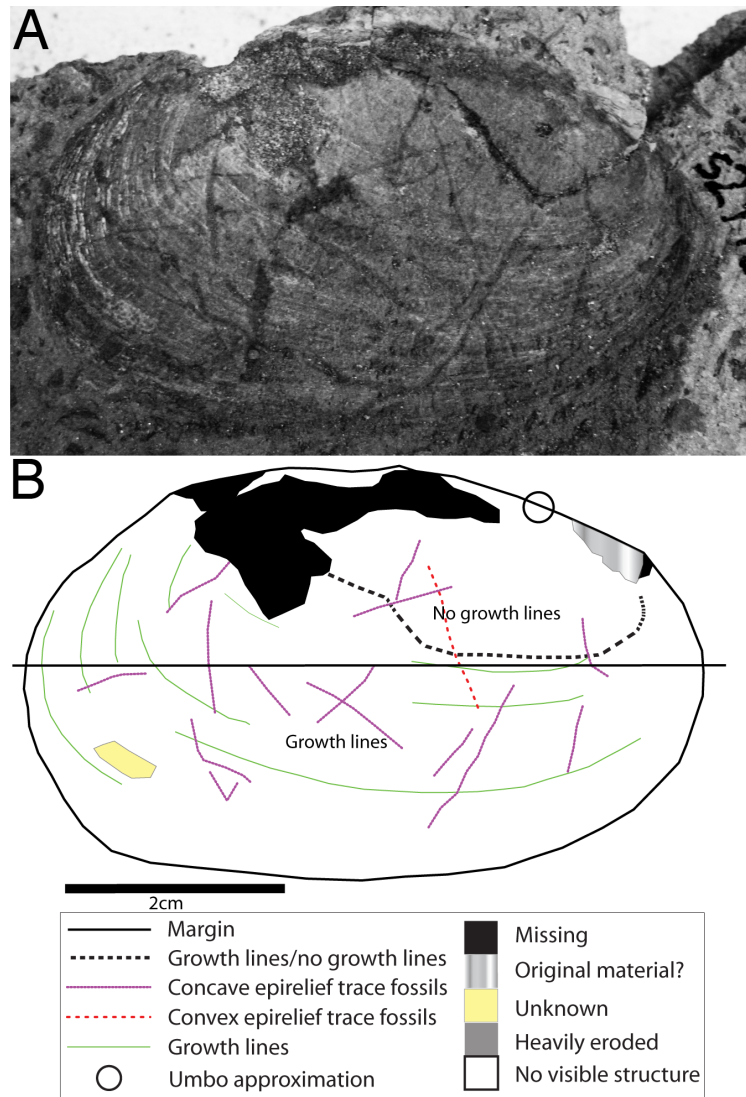 A
B
No growth lines
Growth lines
2cm
Margin
Growth lines/no growth lines
Concave epirelief trace fossils
Convex epirelief trace fossils
Growth lines
Umbo approximation
Missing
Original material?
Unknown
Heavily eroded
No visible structure